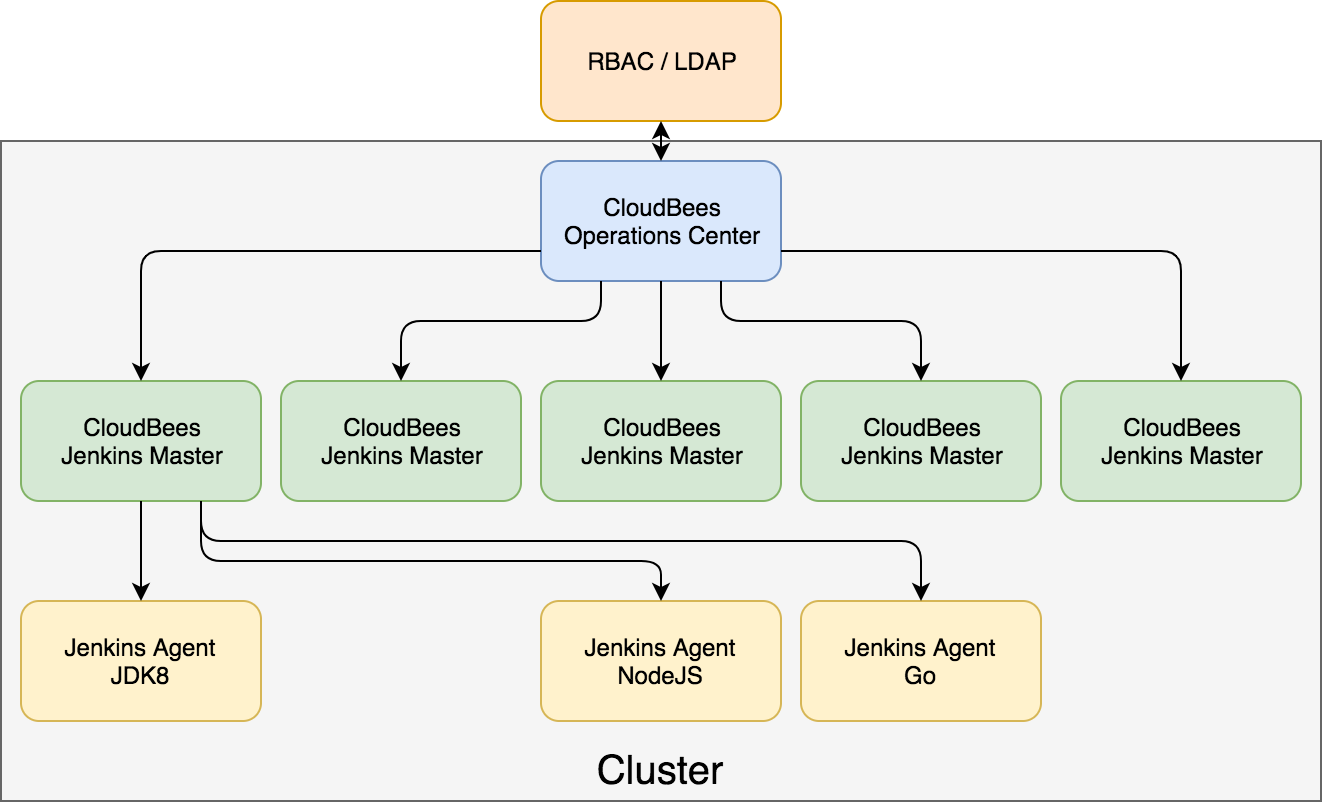 RBAC / LDAP
CloudBees
Operations Center
CloudBees
Jenkins Master
CloudBees
Jenkins Master
CloudBees
Jenkins Master
CloudBees
Jenkins Master
CloudBees
Jenkins Master
Jenkins Agent
JDK8
Jenkins Agent
NodeJS
Jenkins Agent
Go
Cluster